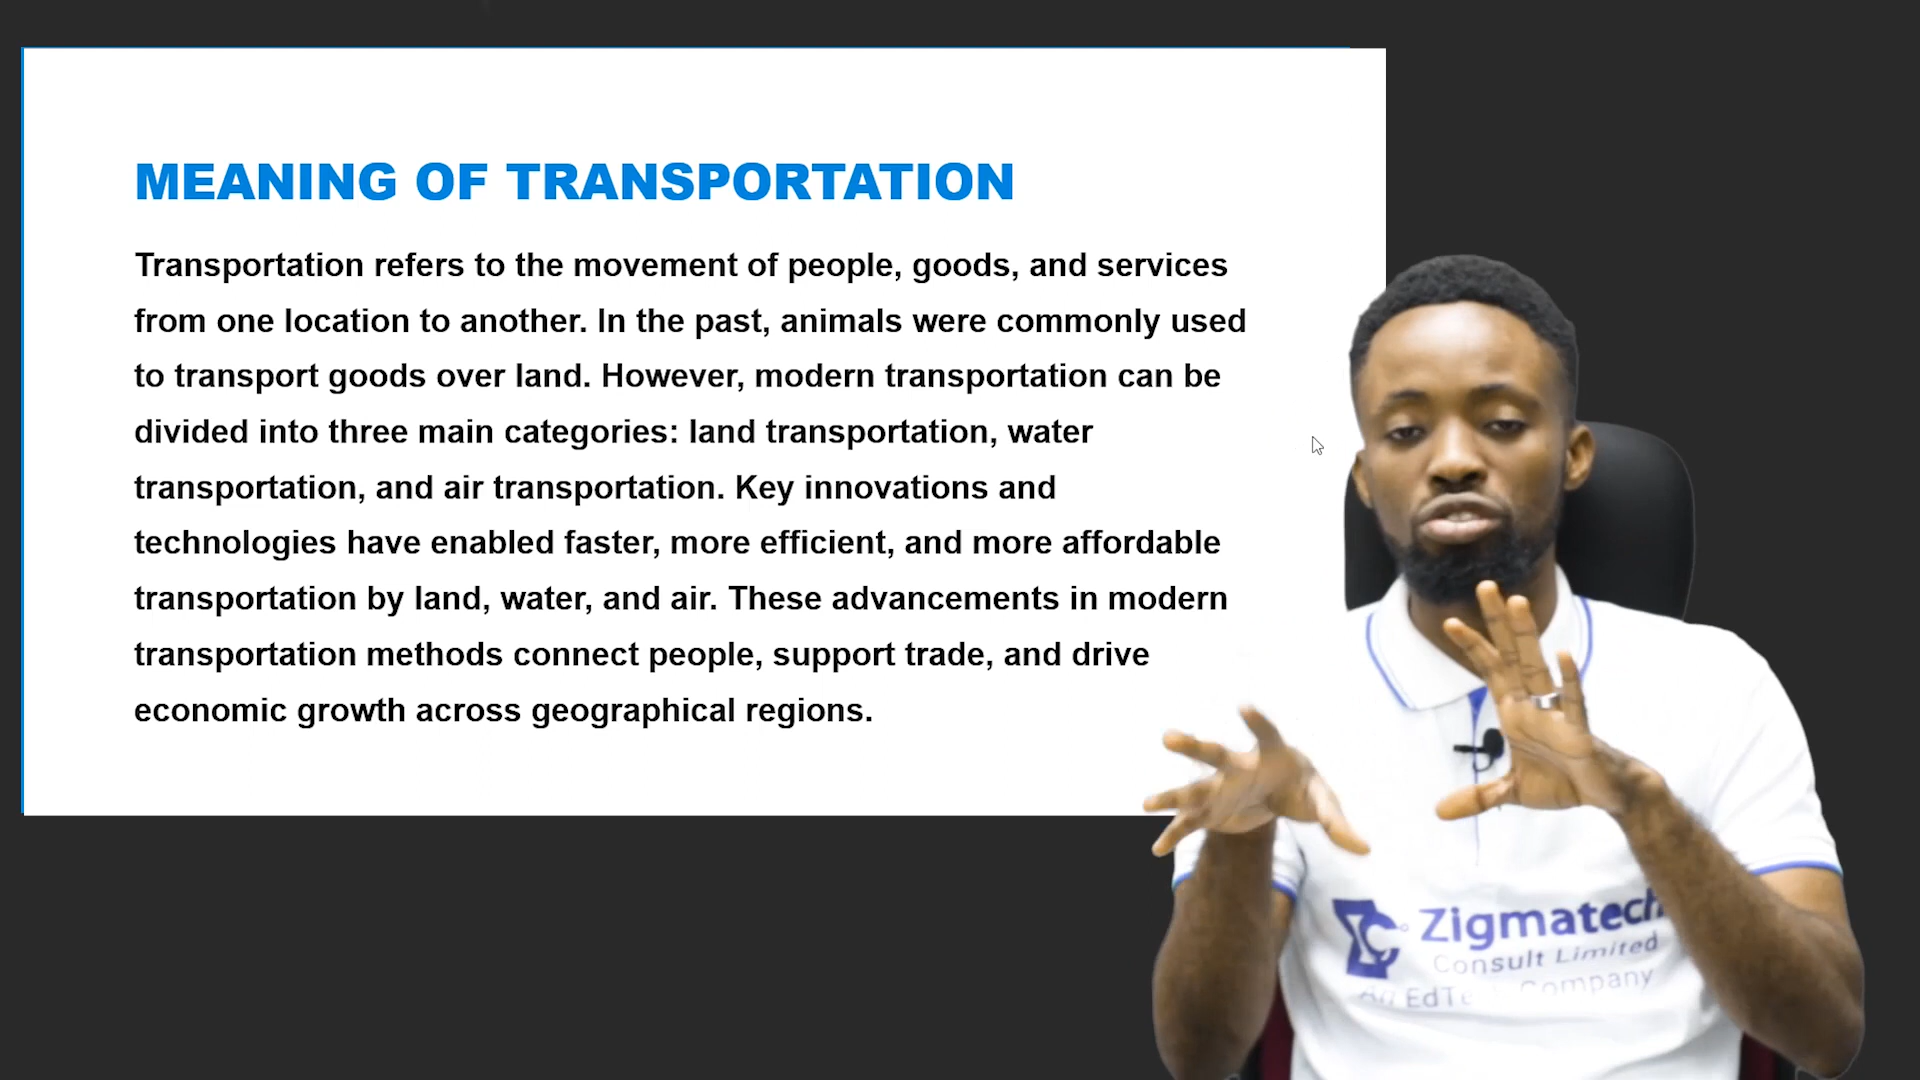 MEANING OF TRANSPORTATION
Transportation refers to the movement of people, goods, and services
from one location to another. In the past, animals were commonly used
to transport goods over land. However, modern transportation can be
divided into three main categories: land transportation, water
transportation, and air transportation. Key innovations and
technologies have enabled faster, more efficient, and more affordable
transportation by land, water, and air. These advancements in modern
transportation methods connect people, support trade, and drive
economic growth across geographical regions.
Zigmatech
Consult Limited
An EdTech Company